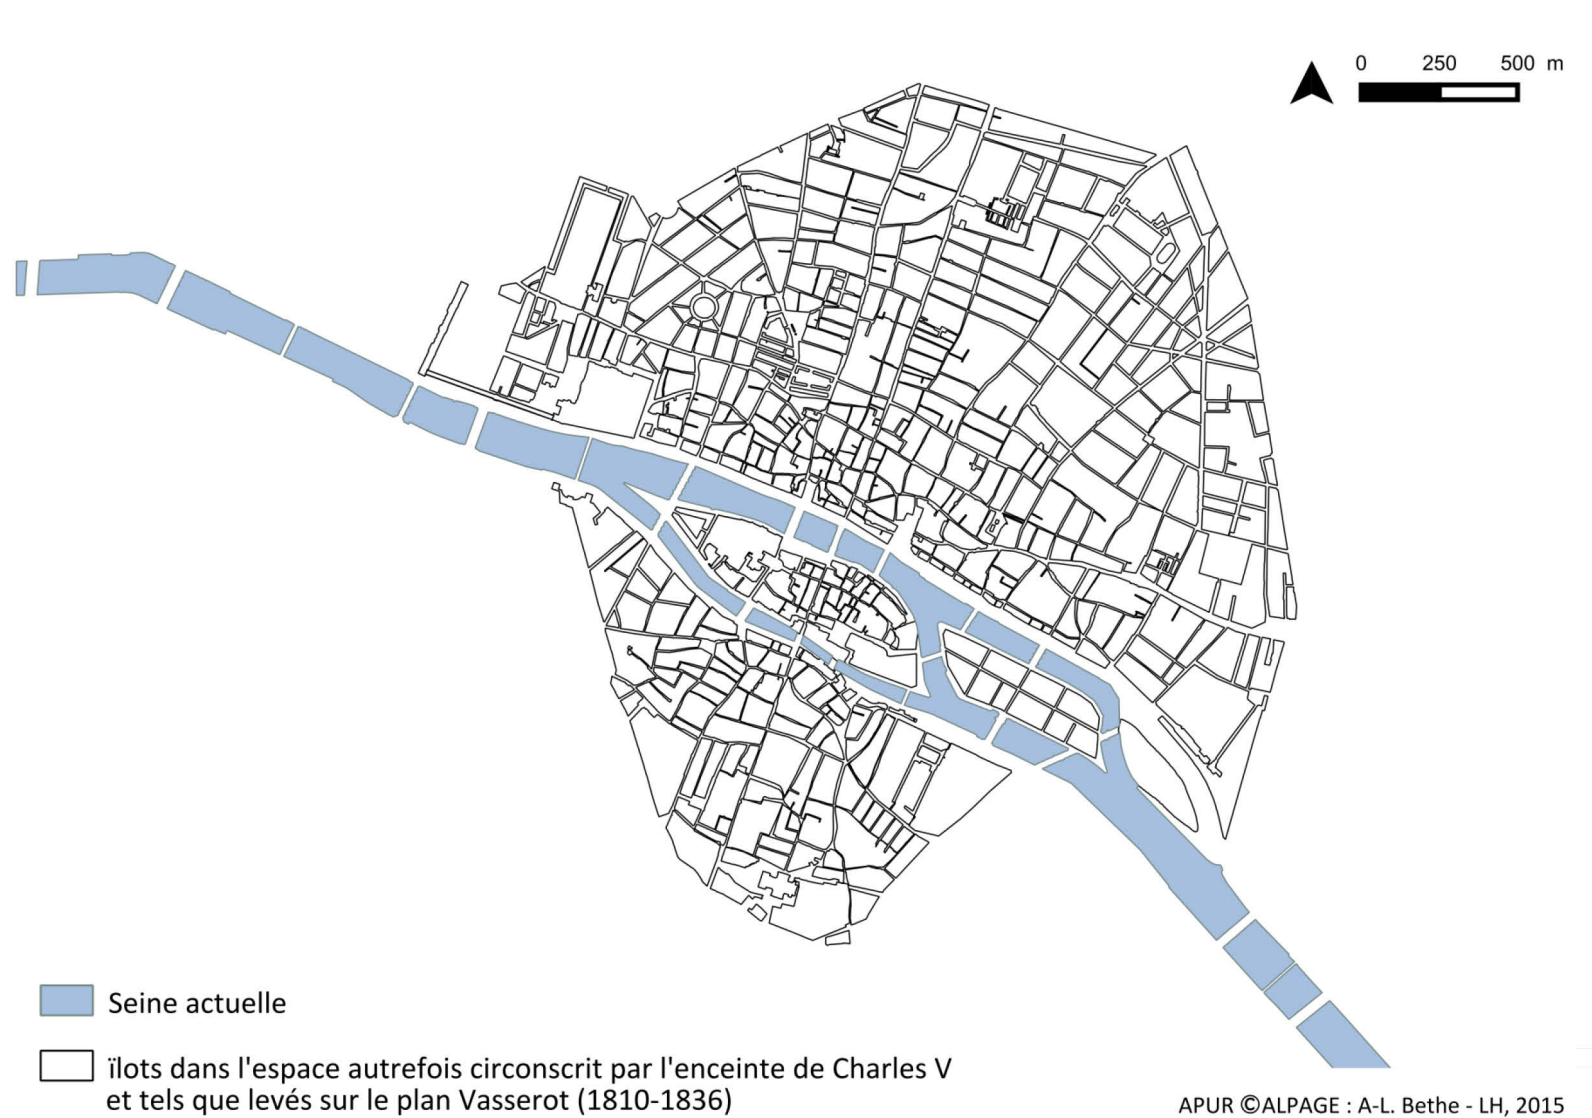 0 250 500 m
Seine actuelle
ïlots dans l'espace autrefois circonscrit par l'enceinte de Charles V
et tels que levés sur le plan Vasserot (1810-1836)
APUR ©ALPAGE : A-L. Bethe - LH, 2015